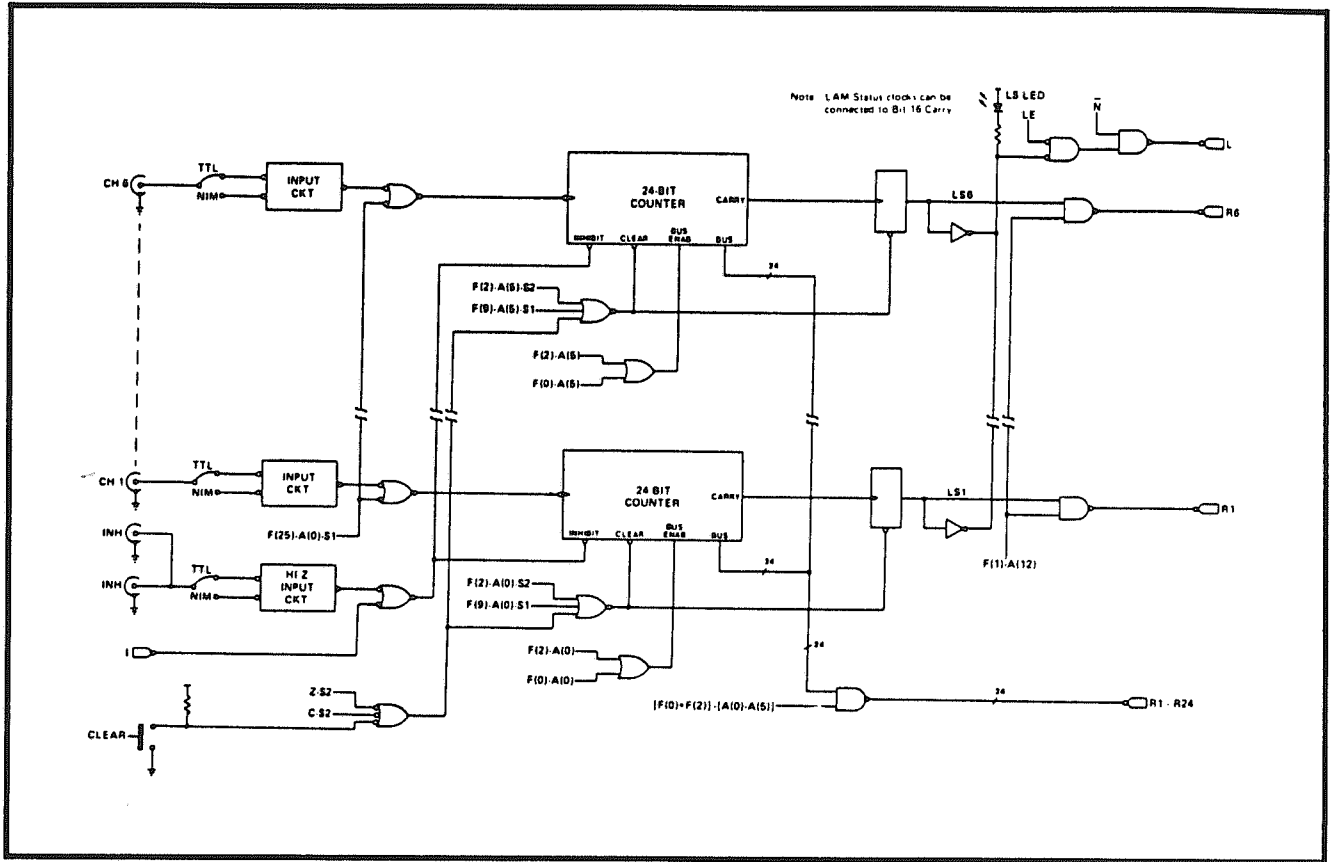 Note LAM Status clocks can be
connected to Bit 16 Carry
LS LED
LE
N̅
L
CH 6
TTL
NIM
INPUT
CKT
24-BIT
COUNTER
CARRY
INHIBIT
CLEAR
BUS
ENAB
BUS
24
LS6
R6
F(2)·A(5)·S2
F(9)·A(5)·S1
F(2)·A(5)
F(0)·A(5)
CH 1
TTL
NIM
INPUT
CKT
F(25)·A(0)·S1
24 BIT
COUNTER
CARRY
INHIBIT
CLEAR
BUS
ENAB
BUS
24
LS1
R1
F(1)·A(12)
INH
INH
TTL
NIM
HI Z
INPUT
CKT
I
F(2)·A(0)·S2
F(9)·A(0)·S1
F(2)·A(0)
F(0)·A(0)
24
Z·S2
C·S2
CLEAR
[F(0)+F(2)]·[A(0)-A(5)]
24
R1 - R24